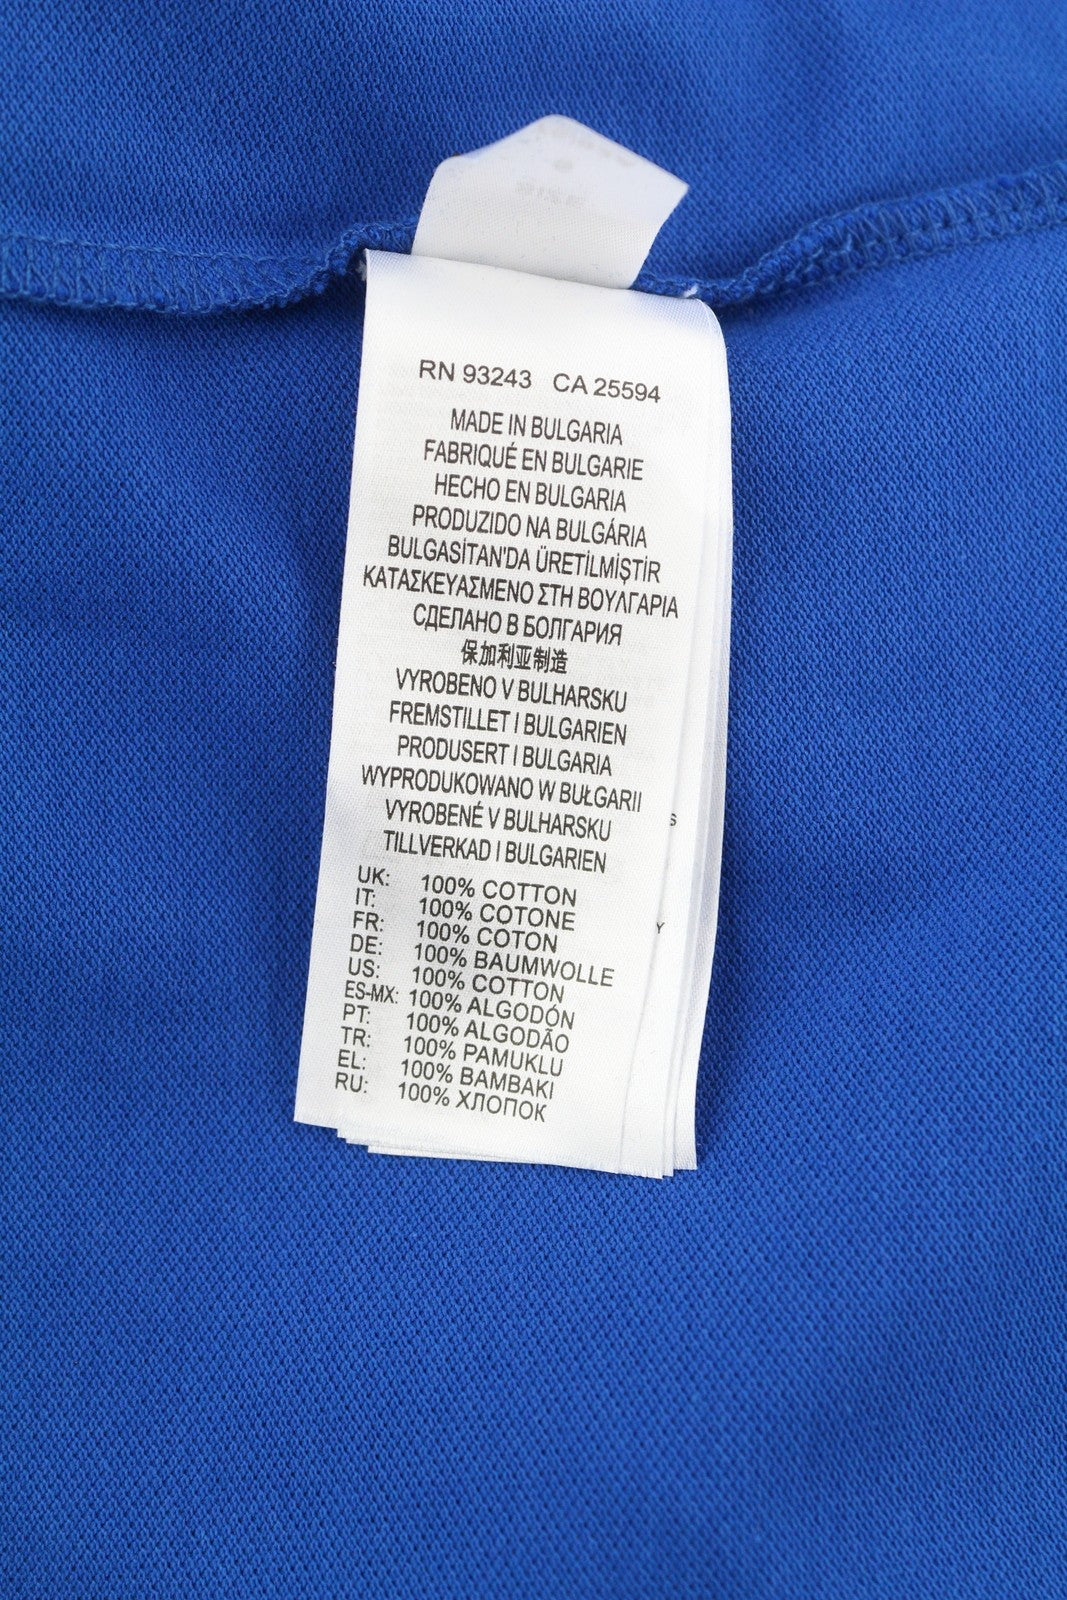 RN 93243 CA 25594
MADE IN BULGARIA
FABRIQUÉ EN BULGARIE
HECHO EN BULGARIA
PRODUZIDO NA BULGÁRIA
BULGASİTAN'DA ÜRETİLMİŞTİR
ΚΑΤΑΣΚΕΥΑΣΜΕΝΟ ΣΤΗ ΒΟΥΛΓΑΡΙΑ
СДЕЛАНО В БОЛГАРИЯ
保加利亚制造
VYROBENO V BULHARSKU
FREMSTILLET I BULGARIEN
PRODUSERT I BULGARIA
WYPRODUKOWANO W BUŁGARII
VYROBENÉ V BULHARSKU
TILLVERKAD I BULGARIEN
UK: 100% COTTON
IT: 100% COTONE
FR: 100% COTON
DE: 100% BAUMWOLLE
US: 100% COTTON
ES-MX: 100% ALGODÓN
PT: 100% ALGODÃO
TR: 100% PAMUKLU
EL: 100% ΒΑΜΒΑΚΙ
RU: 100% ХЛОПОК
S
Y